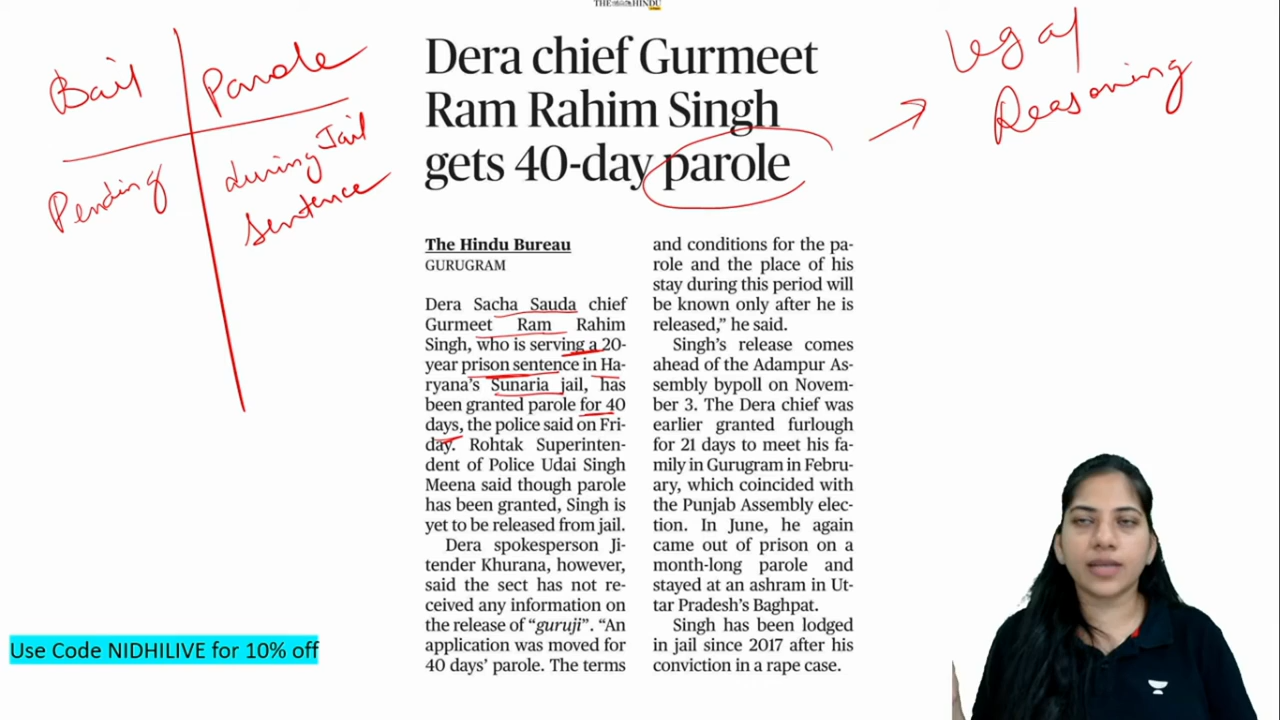 THE HINDU
Bail
Parole
Pending
during Jail
sentence
Dera chief Gurmeet
Ram Rahim Singh
gets 40-day parole
Legal
Reasoning
The Hindu Bureau
GURUGRAM
Dera Sacha Sauda chief
Gurmeet Ram Rahim
Singh, who is serving a 20-
year prison sentence in Ha-
ryana's Sunaria jail, has
been granted parole for 40
days, the police said on Fri-
day. Rohtak Superinten-
dent of Police Udai Singh
Meena said though parole
has been granted, Singh is
yet to be released from jail.
Dera spokesperson Ji-
tender Khurana, however,
said the sect has not re-
ceived any information on
the release of "guruji". "An
application was moved for
40 days' parole. The terms
and conditions for the pa-
role and the place of his
stay during this period will
be known only after he is
released," he said.
Singh's release comes
ahead of the Adampur As-
sembly bypoll on Novem-
ber 3. The Dera chief was
earlier granted furlough
for 21 days to meet his fa-
mily in Gurugram in Febru-
ary, which coincided with
the Punjab Assembly elec-
tion. In June, he again
came out of prison on a
month-long parole and
stayed at an ashram in Ut-
tar Pradesh's Baghpat.
Singh has been lodged
in jail since 2017 after his
conviction in a rape case.
Use Code NIDHILIVE for 10% off